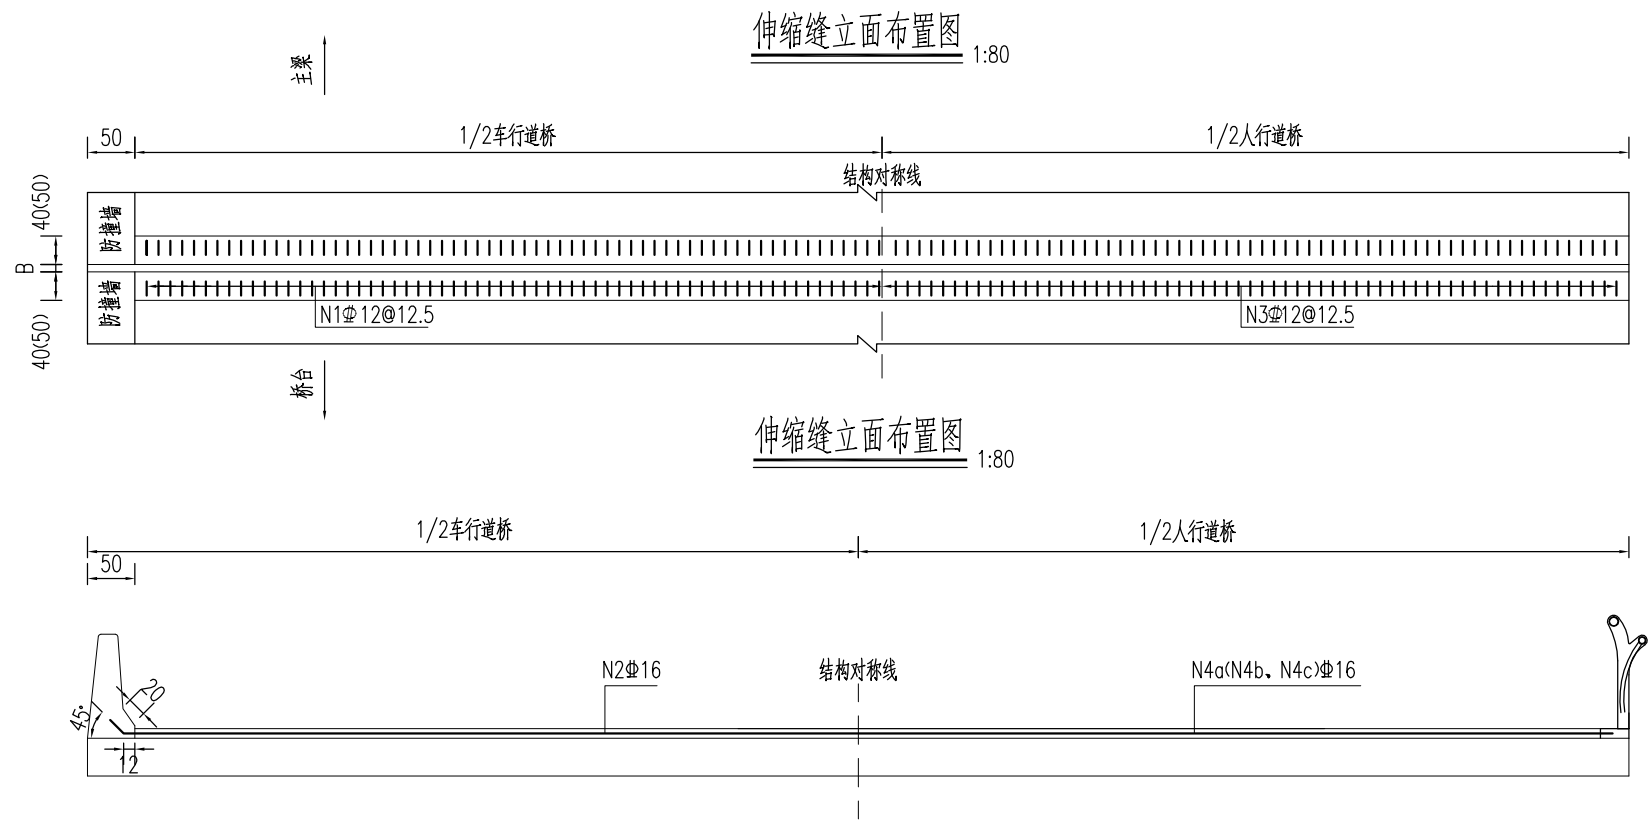 伸缩缝立面布置图
1:80
主梁
50
1/2车行道桥
1/2人行道桥
结构对称线
40(50)
防撞墙
B
防撞墙
40(50)
N1Φ12@12.5
N3Φ12@12.5
桥台
伸缩缝立面布置图
1:80
1/2车行道桥
1/2人行道桥
50
N2Φ16
结构对称线
N4a(N4b、N4c)Φ16
20
45°
12